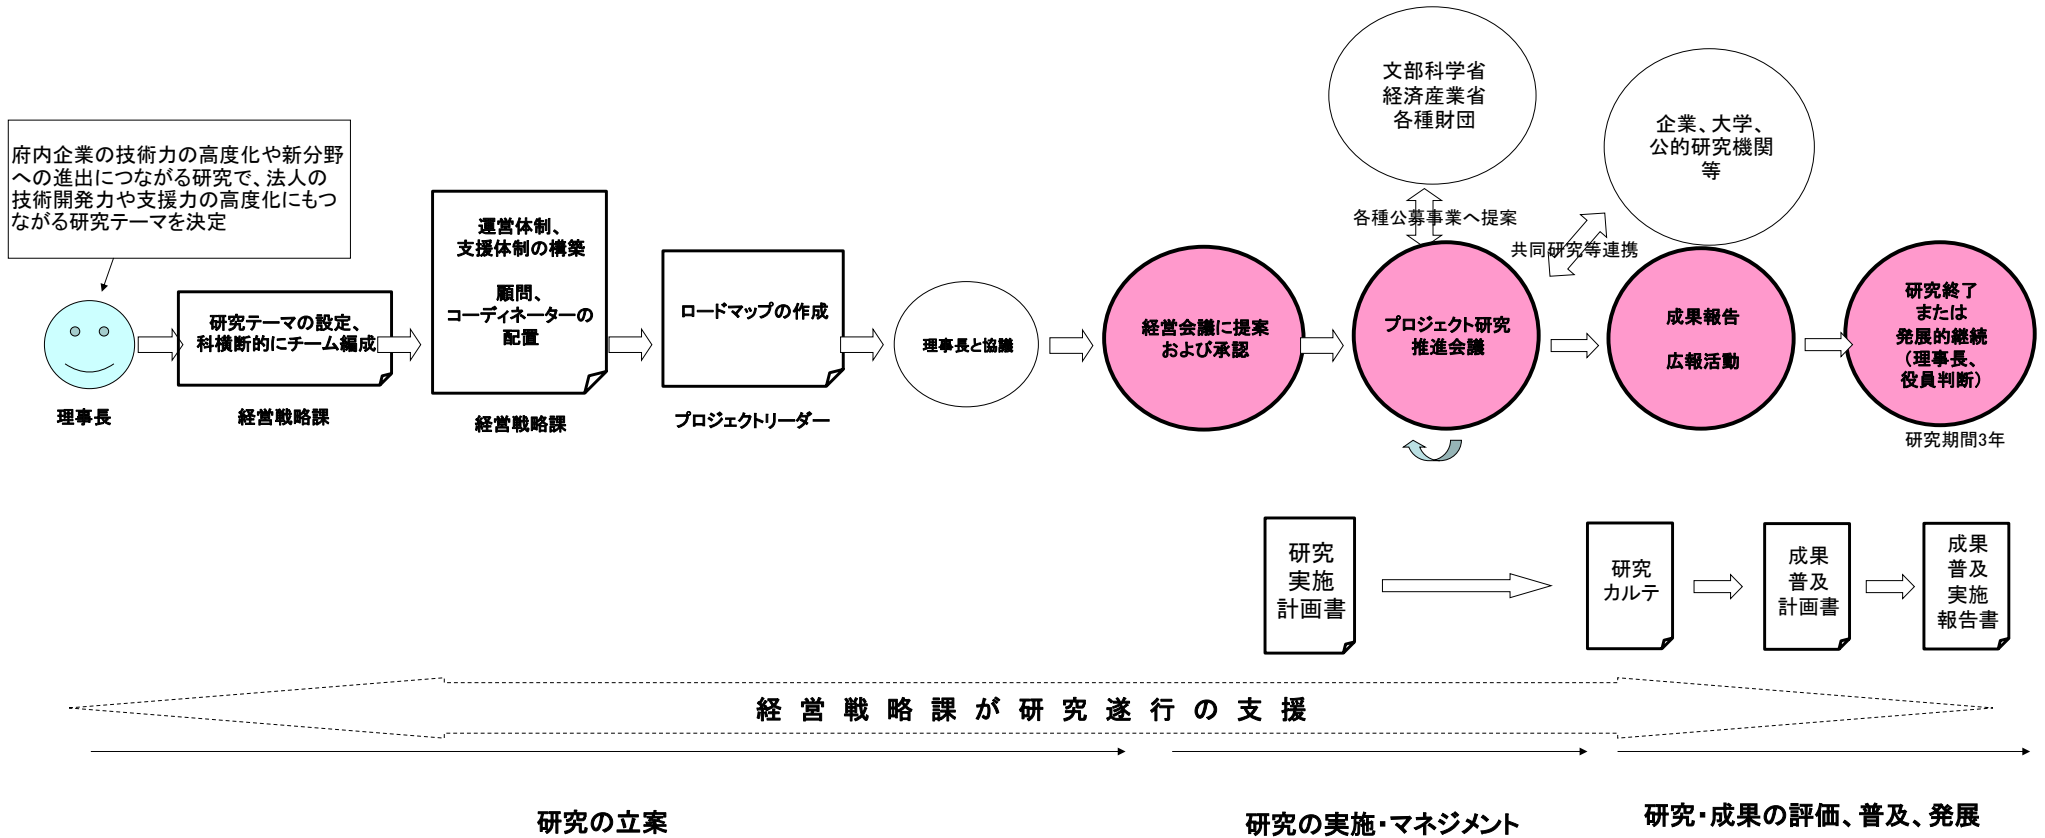 文部科学省
経済産業省
各種財団
企業、大学、
公的研究機関
等
府内企業の技術力の高度化や新分野
への進出につながる研究で、法人の
技術開発力や支援力の高度化にもつ
ながる研究テーマを決定
各種公募事業へ提案
共同研究等連携
理事長
研究テーマの設定、
科横断的にチーム編成
経営戦略課
運営体制、
支援体制の構築
顧問、
コーディネーターの
配置
経営戦略課
ロードマップの作成
プロジェクトリーダー
理事長と協議
経営会議に提案
および承認
プロジェクト研究
推進会議
成果報告
広報活動
研究終了
または
発展的継続
（理事長、
役員判断）
研究期間3年
研究
実施
計画書
研究
カルテ
成果
普及
計画書
成果
普及
実施
報告書
経営戦略課が研究遂行の支援
研究の立案
研究の実施・マネジメント
研究・成果の評価、普及、発展